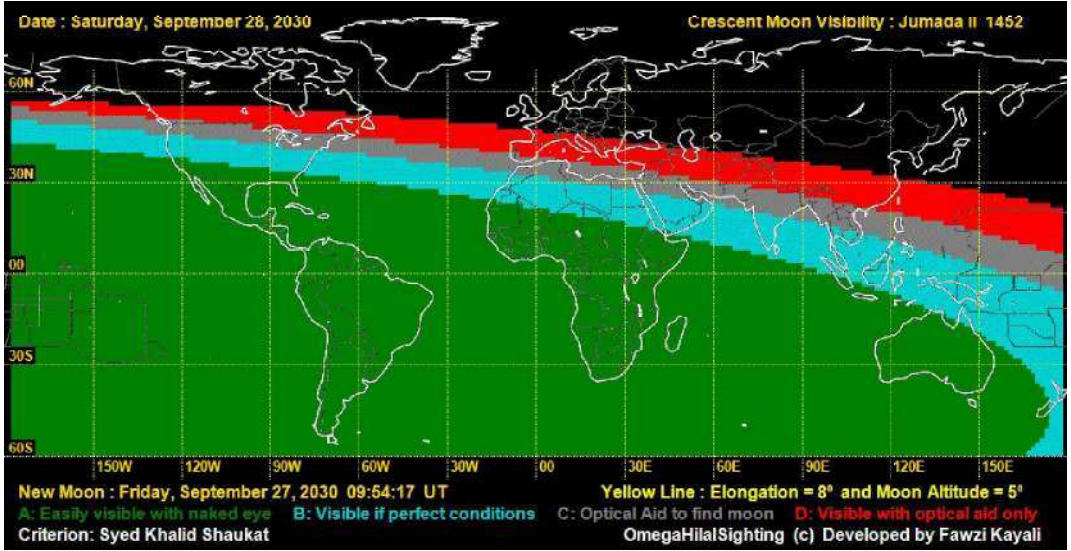 Date : Saturday, September 28, 2030
Crescent Moon Visibility : Jumada II 1452
60N
30N
00
30S
60S
150W 120W 90W 60W 30W 00 30E 60E 90E 120E 150E
New Moon : Friday, September 27, 2030 09:54:17 UT
Yellow Line : Elongation = 8º and Moon Altitude = 5º
A: Easily visible with naked eye B: Visible if perfect conditions C: Optical Aid to find moon D: Visible with optical aid only
Criterion: Syed Khalid Shaukat
OmegaHilalSighting (c) Developed by Fawzi Kayali